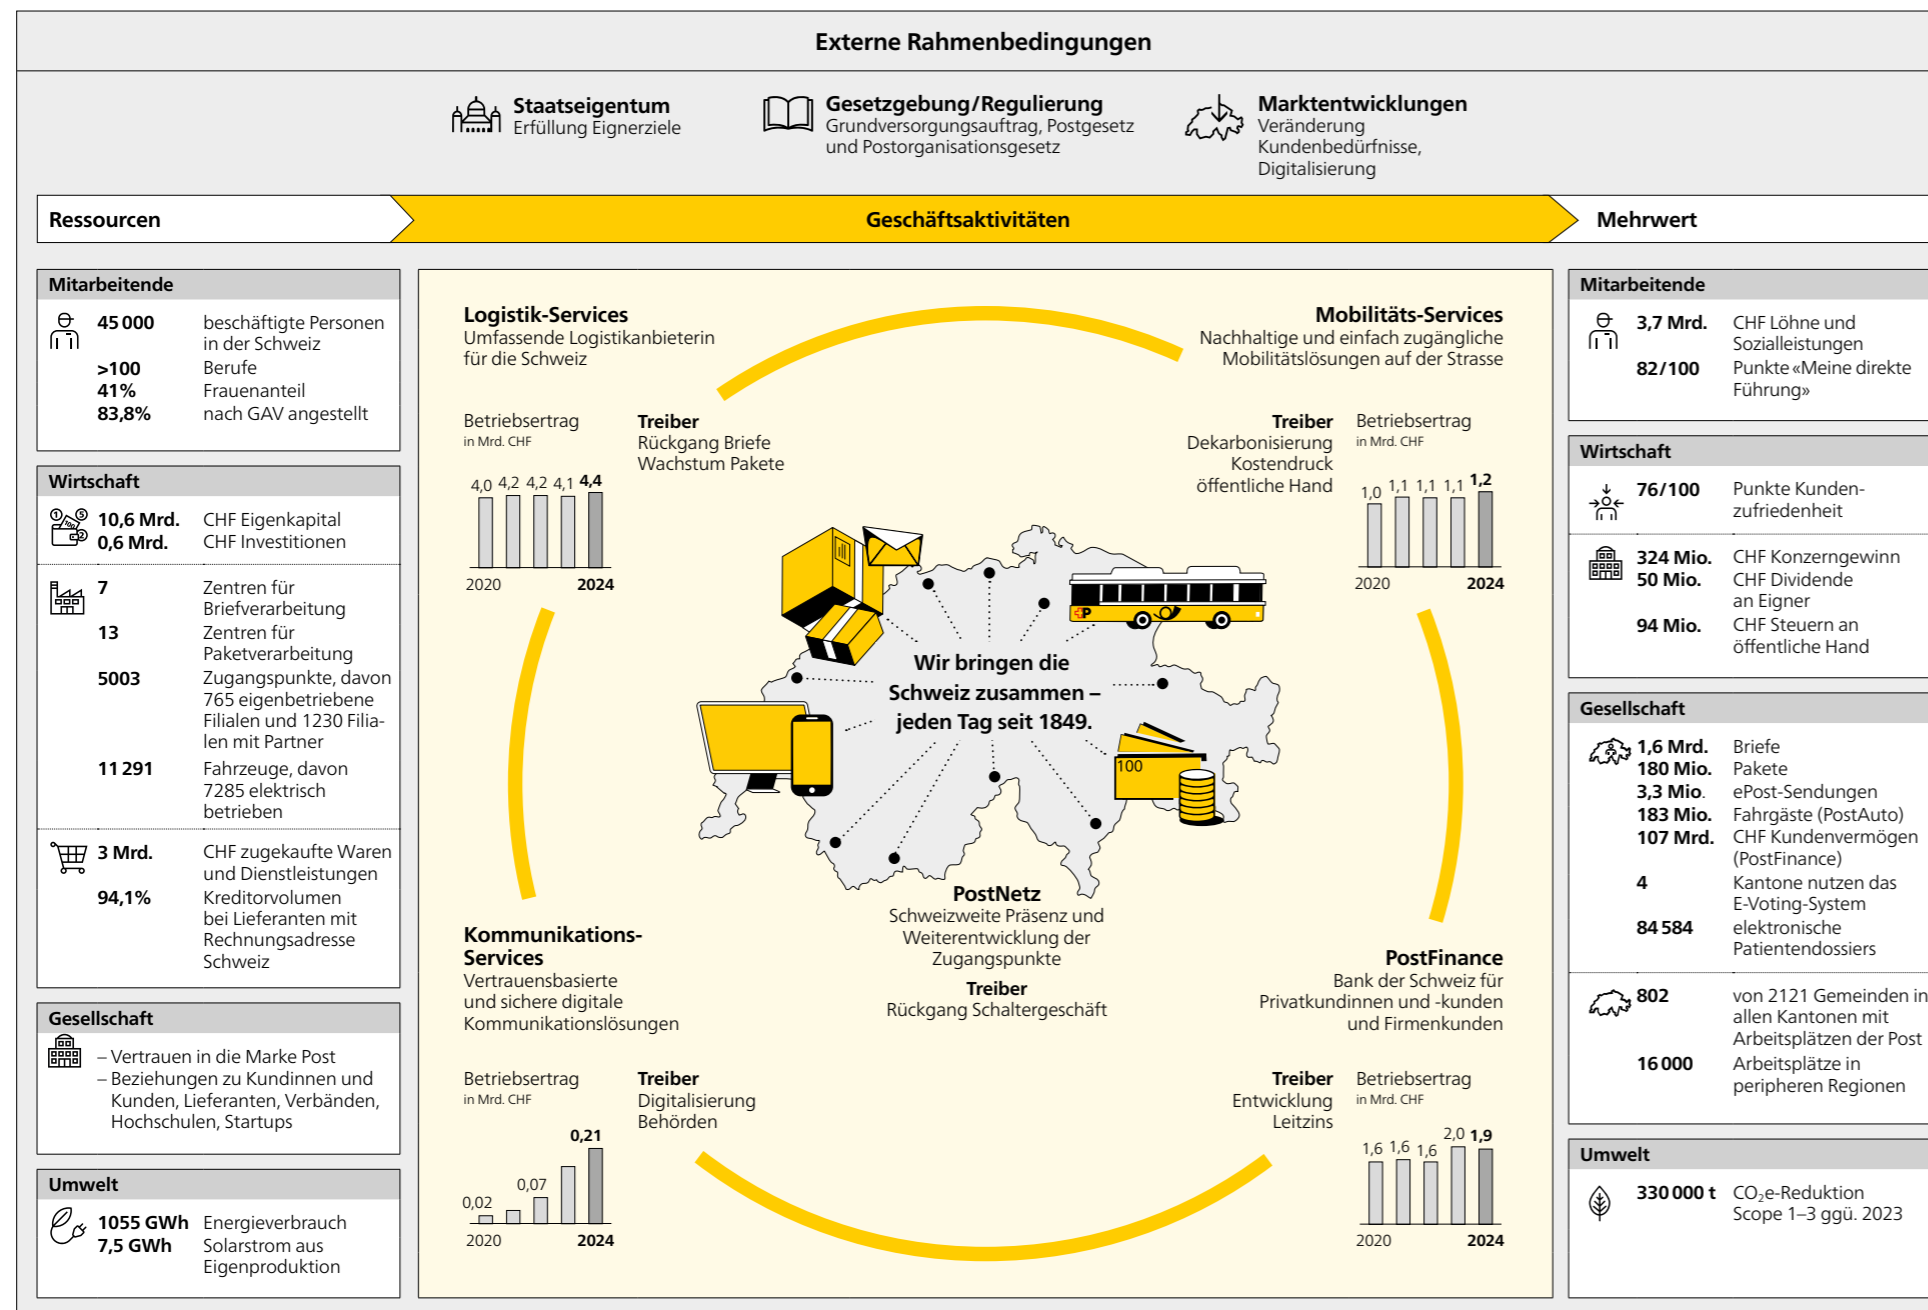 Externe Rahmenbedingungen
Staatseigentum
Erfüllung Eignerziele
Gesetzgebung/Regulierung
Grundversorgungsauftrag, Postgesetz
und Postorganisationsgesetz
Marktentwicklungen
Veränderung
Kundenbedürfnisse,
Digitalisierung
Ressourcen
Geschäftsaktivitäten
Mehrwert
Mitarbeitende
45 000 beschäftigte Personen
in der Schweiz
>100 Berufe
41% Frauenanteil
83,8% nach GAV angestellt
Wirtschaft
10,6 Mrd. CHF Eigenkapital
0,6 Mrd. CHF Investitionen
7 Zentren für
Briefverarbeitung
13 Zentren für
Paketverarbeitung
5003 Zugangspunkte, davon
765 eigenbetriebene
Filialen und 1230 Filia-
len mit Partner
11 291 Fahrzeuge, davon
7285 elektrisch
betrieben
3 Mrd. CHF zugekaufte Waren
und Dienstleistungen
94,1% Kreditorvolumen
bei Lieferanten mit
Rechnungsadresse
Schweiz
Gesellschaft
– Vertrauen in die Marke Post
– Beziehungen zu Kundinnen und
Kunden, Lieferanten, Verbänden,
Hochschulen, Startups
Umwelt
1055 GWh Energieverbrauch
7,5 GWh Solarstrom aus
Eigenproduktion
Logistik-Services
Umfassende Logistikanbieterin
für die Schweiz
Betriebsertrag
in Mrd. CHF
Treiber
Rückgang Briefe
Wachstum Pakete
4,0 4,2 4,2 4,1 4,4
2020 2024
Mobilitäts-Services
Nachhaltige und einfach zugängliche
Mobilitätslösungen auf der Strasse
Treiber
Dekarbonisierung
Kostendruck
öffentliche Hand
Betriebsertrag
in Mrd. CHF
1,0 1,1 1,1 1,1 1,2
2020 2024
P
Wir bringen die
Schweiz zusammen –
jeden Tag seit 1849.
100
PostNetz
Schweizweite Präsenz und
Weiterentwicklung der
Zugangspunkte
Treiber
Rückgang Schaltergeschäft
Kommunikations-
Services
Vertrauensbasierte
und sichere digitale
Kommunikationslösungen
Betriebsertrag
in Mrd. CHF
Treiber
Digitalisierung
Behörden
0,02 0,07 0,21
2020 2024
PostFinance
Bank der Schweiz für
Privatkundinnen und -kunden
und Firmenkunden
Treiber
Entwicklung
Leitzins
Betriebsertrag
in Mrd. CHF
1,6 1,6 1,6 2,0 1,9
2020 2024
Mitarbeitende
3,7 Mrd. CHF Löhne und
Sozialleistungen
82/100 Punkte «Meine direkte
Führung»
Wirtschaft
76/100 Punkte Kunden-
zufriedenheit
324 Mio. CHF Konzerngewinn
50 Mio. CHF Dividende
an Eigner
94 Mio. CHF Steuern an
öffentliche Hand
Gesellschaft
1,6 Mrd. Briefe
180 Mio. Pakete
3,3 Mio. ePost-Sendungen
183 Mio. Fahrgäste (PostAuto)
107 Mrd. CHF Kundenvermögen
(PostFinance)
4 Kantone nutzen das
E-Voting-System
84 584 elektronische
Patientendossiers
802 von 2121 Gemeinden in
allen Kantonen mit
Arbeitsplätzen der Post
16 000 Arbeitsplätze in
peripheren Regionen
Umwelt
330 000 t CO₂e-Reduktion
Scope 1–3 ggü. 2023